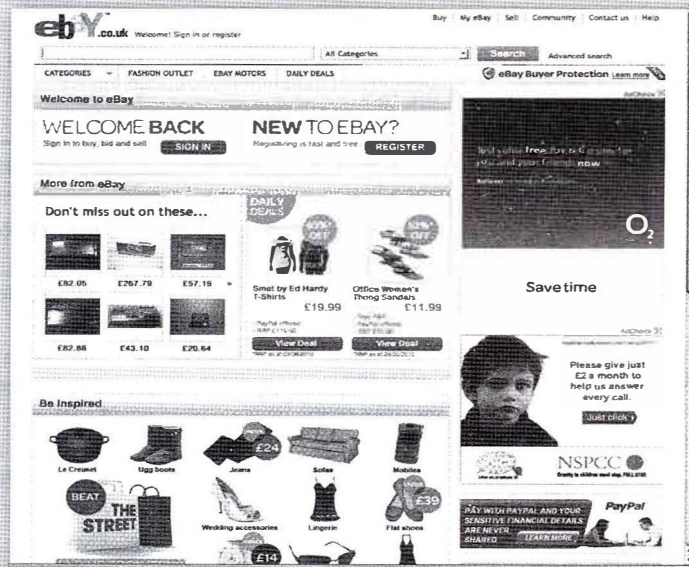 Buy My eBay Sell Community Contact us Help
ebY.co.uk Welcome! Sign in or register
All Categories Search Advanced search
CATEGORIES FASHION OUTLET EBAY MOTORS DAILY DEALS
eBay Buyer Protection Learn more
Welcome to eBay
WELCOME BACK
Sign in to buy, bid and sell SIGN IN
NEW TO EBAY?
Registering is fast and free REGISTER
More from eBay
Don't miss out on these...
£82.05 £267.79 £57.19
£82.88 £43.10 £20.64
DAILY DEALS
OFF
Smet by Ed Hardy
T-Shirts
£19.99
View Deal
OFF
Office Woman's
Thong Sandals
£11.99
View Deal
free
now
O2
Save time
Please give just
£2 a month to
help us answer
every call.
Just click
NSPCC
PAY WITH PAYPAL AND YOUR
SENSITIVE FINANCIAL DETAILS
ARE NEVER
SHARED LEARN MORE
PayPal
Be Inspired
£24
Le Creuset Ugg boots Jeans Sofas Mobiles
BEAT
THE
STREET
£39
Wedding accessories Lingerie Flat shoes
£14